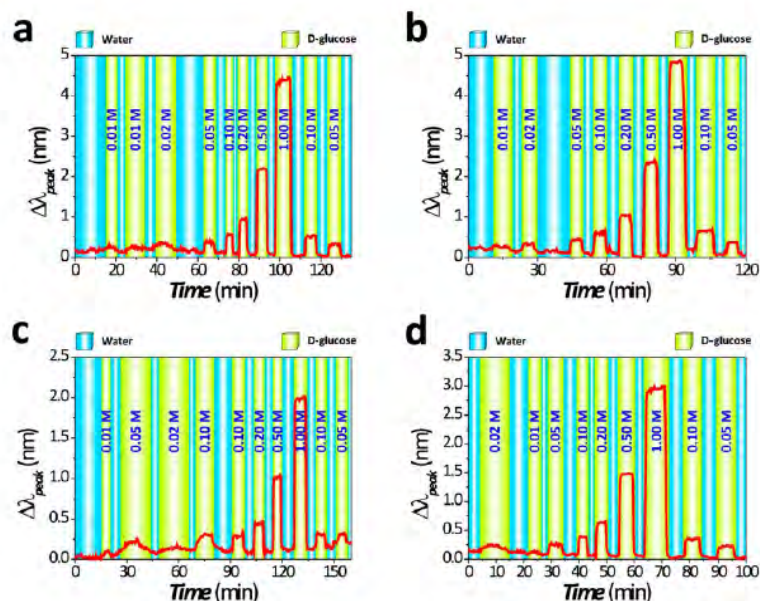 a
Water D-glucose
Δλpeak (nm)
5
4
3
2
1
0
0.01 M 0.01 M 0.02 M 0.05 M 0.10 M 0.20 M 0.50 M 1.00 M 0.10 M 0.05 M
0 20 40 60 80 100 120
Time (min)
b
Water D-glucose
Δλpeak (nm)
5
4
3
2
1
0
0.01 M 0.02 M 0.05 M 0.10 M 0.20 M 0.50 M 1.00 M 0.10 M 0.05 M
0 30 60 90 120
Time (min)
c
Water D-glucose
Δλpeak (nm)
2.5
2.0
1.5
1.0
0.5
0.0
0.01 M 0.05 M 0.02 M 0.10 M 0.10 M 0.20 M 0.50 M 1.00 M 0.10 M 0.05 M
0 30 60 90 120 150
Time (min)
d
Water D-glucose
Δλpeak (nm)
3.5
3.0
2.5
2.0
1.5
1.0
0.5
0.0
0.02 M 0.01 M 0.05 M 0.10 M 0.20 M 0.50 M 1.00 M 0.10 M 0.05 M
0 10 20 30 40 50 60 70 80 90 100
Time (min)